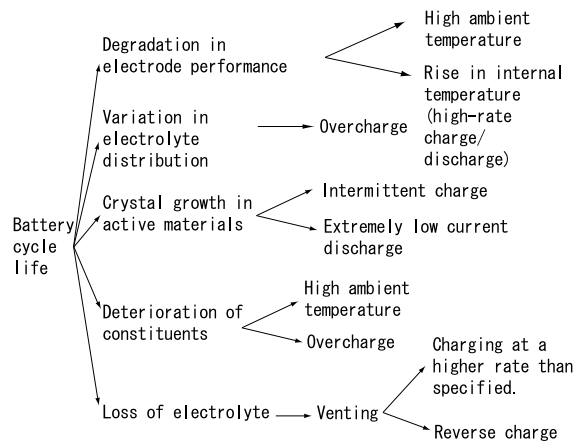 High ambient
temperature
Degradation in
electrode performance
Rise in internal
temperature
(high-rate
charge/
discharge)
Variation in
electrolyte
distribution
Overcharge
Crystal growth in
active materials
Intermittent charge
Extremely low current
discharge
Battery
cycle
life
Deterioration of
constituents
High ambient
temperature
Overcharge
Loss of electrolyte
Venting
Charging at a
higher rate than
specified.
Reverse charge